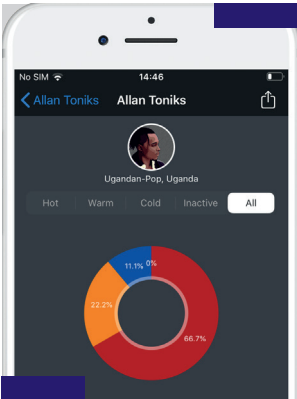 No SIM 14:46
Allan Toniks Allan Toniks
Ugandan-Pop, Uganda
Hot Warm Cold Inactive All
11.1% 0%
22.2%
66.7%